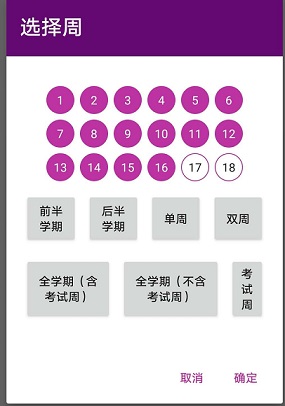 选择周
1 2 3 4 5 6
7 8 9 10 11 12
13 14 15 16 17 18
前半 后半 单周 双周
学期 学期
全学期（含 全学期（不含 考
考试周） 考试周） 试
周
取消 确定